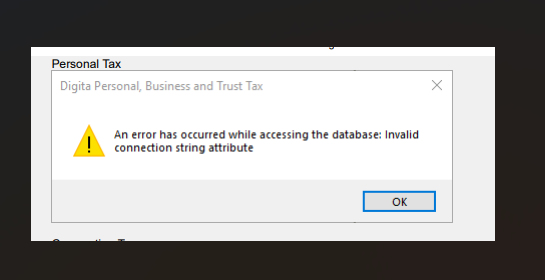 Personal Tax
Digita Personal, Business and Trust Tax
An error has occurred while accessing the database: Invalid
connection string attribute
OK